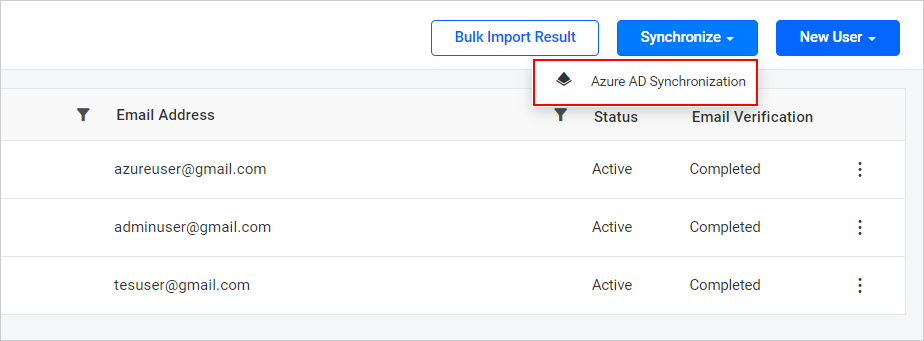 Bulk Import Result Synchronize New User
Azure AD Synchronization
Email Address Status Email Verification
azureuser@gmail.com Active Completed
adminuser@gmail.com Active Completed
tesuser@gmail.com Active Completed